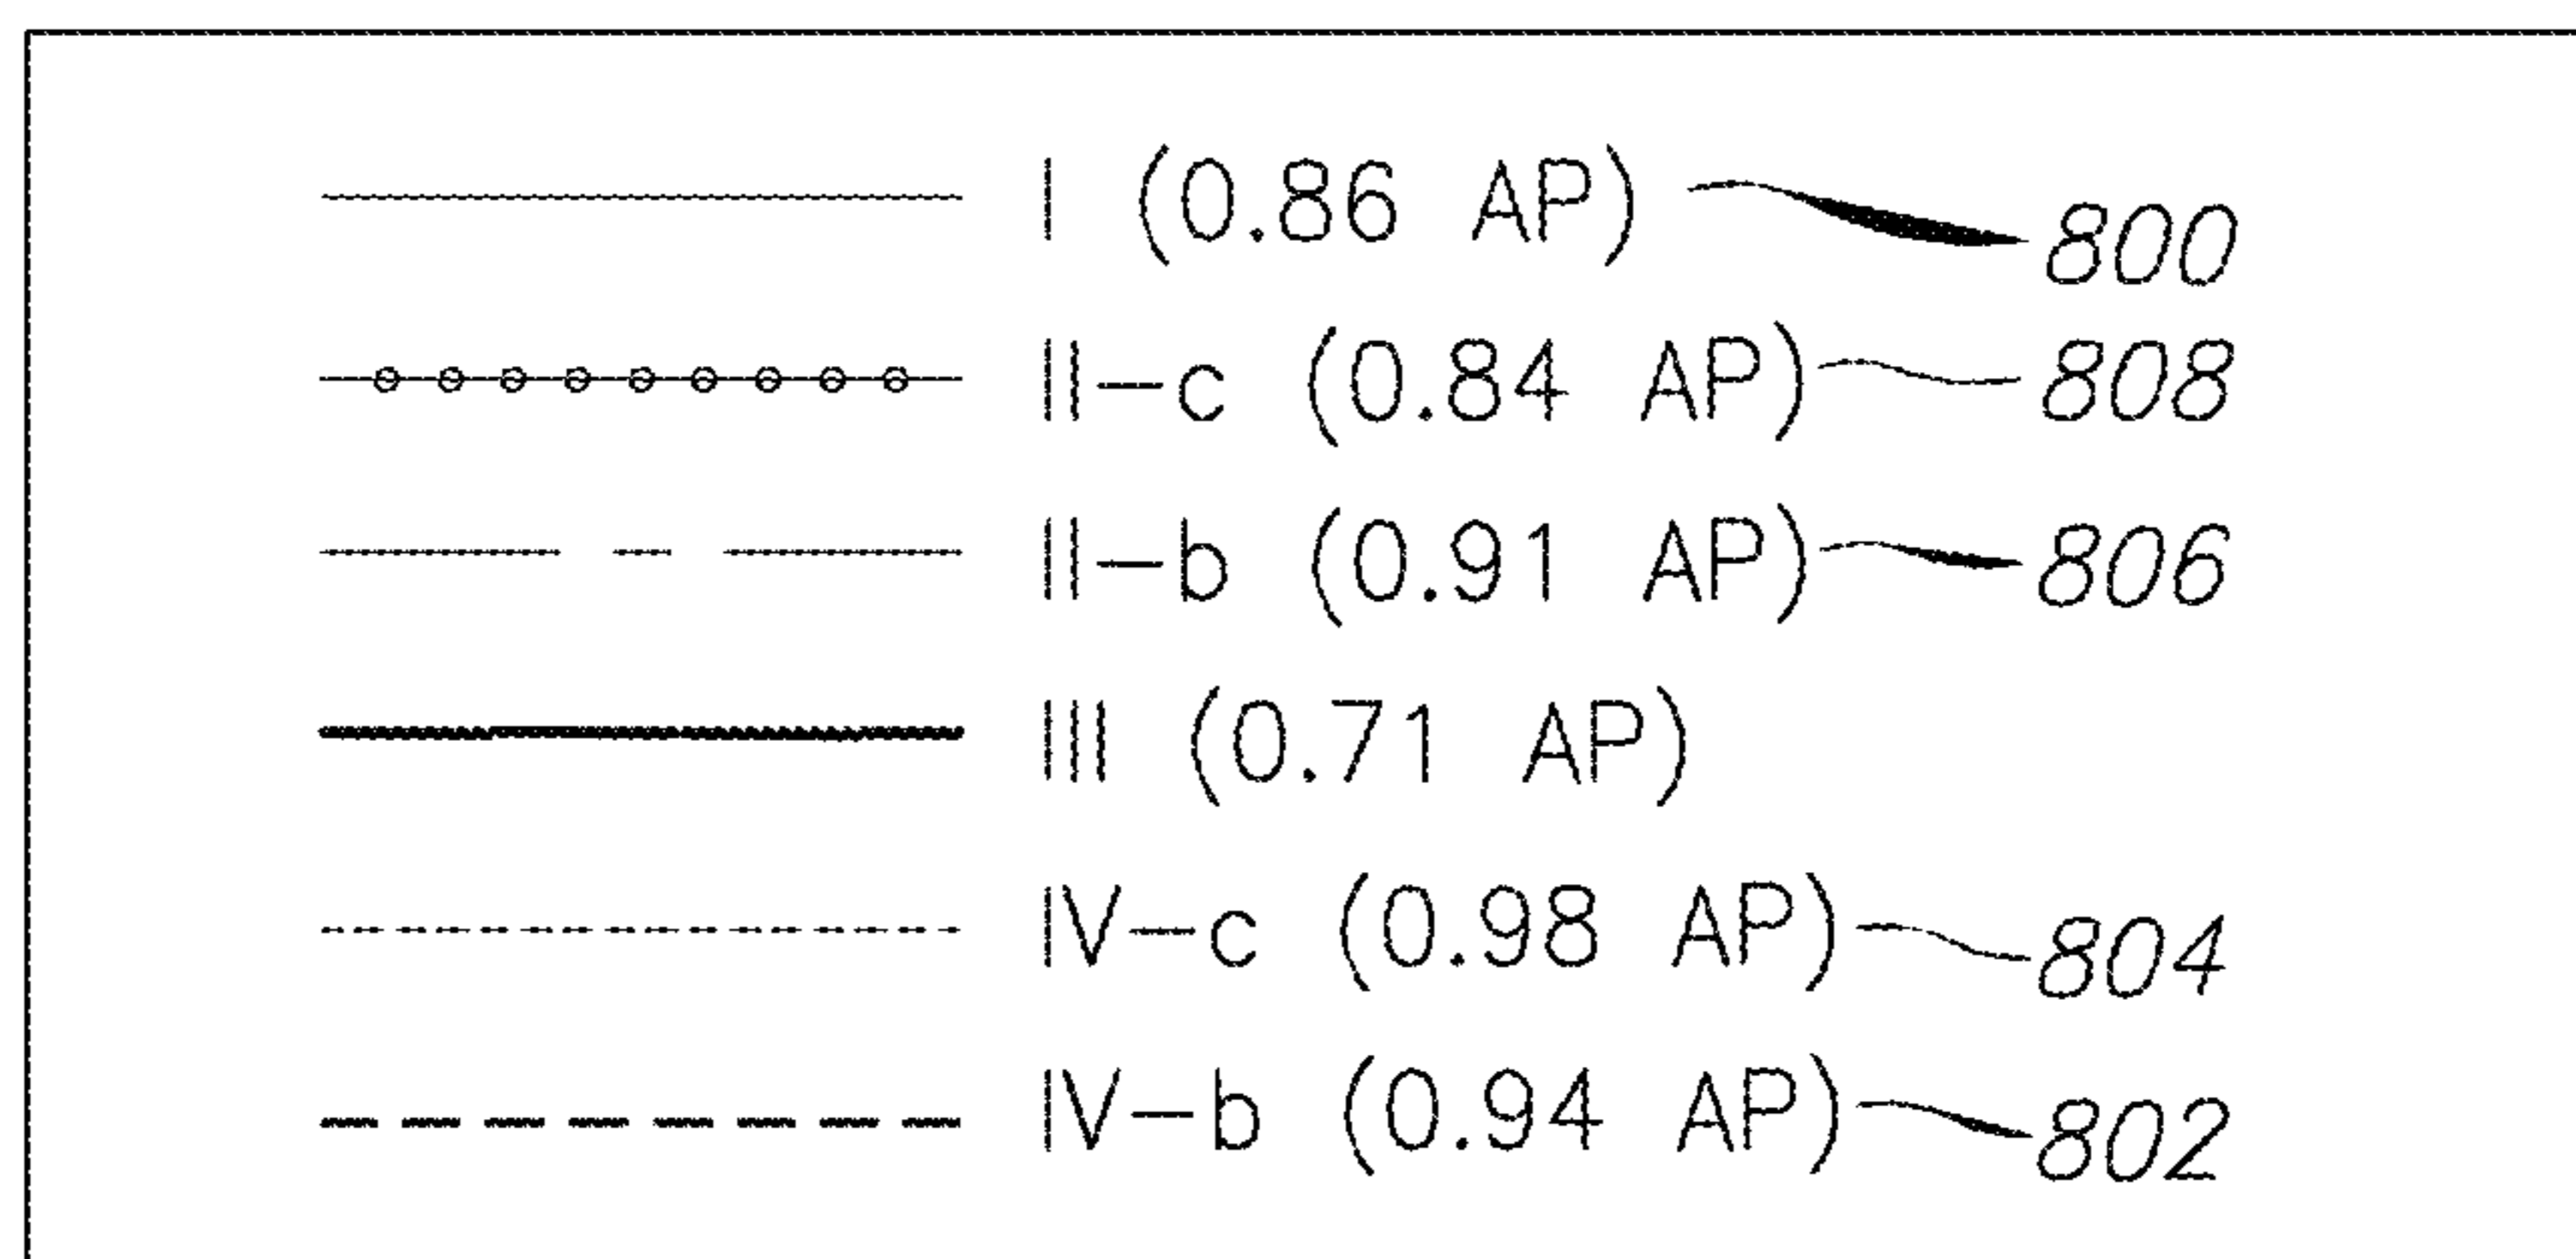 I (0.86 AP) 800
II-c (0.84 AP) 808
II-b (0.91 AP) 806
III (0.71 AP)
IV-c (0.98 AP) 804
IV-b (0.94 AP) 802